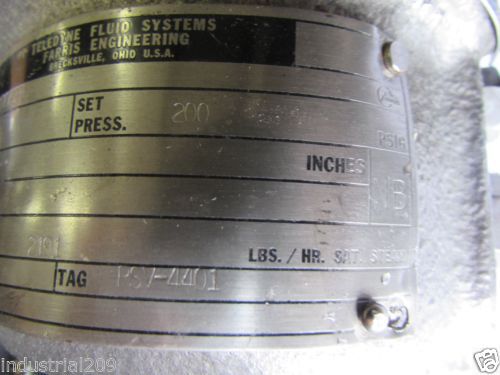 TELEDYNE FLUID SYSTEMS
FARRIS ENGINEERING
BRECKSVILLE, OHIO U.S.A.
SET PRESS. 200
PSIG
INCHES
NB
LBS./HR. SAT. STEAM
TAG PSV-4401
industrial209